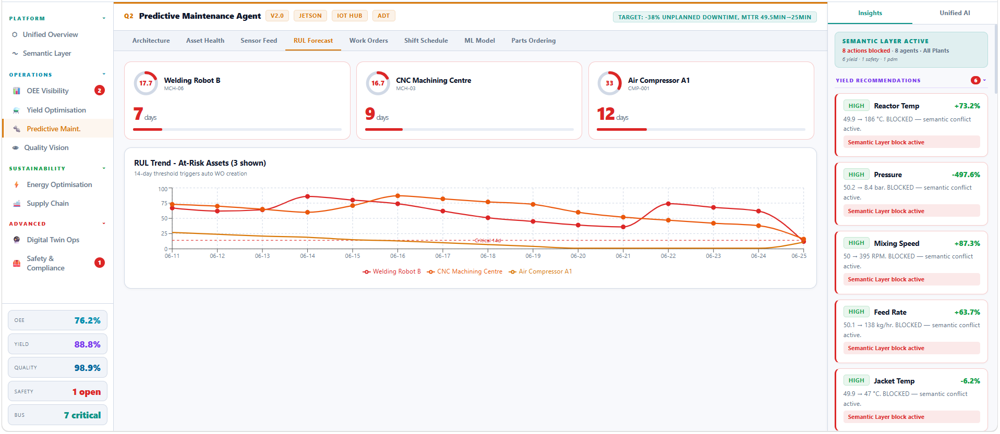 PLATFORM
Unified Overview
Semantic Layer
OPERATIONS
OEE Visibility
2
Yield Optimisation
Predictive Maint.
Quality Vision
SUSTAINABILITY
Energy Optimisation
Supply Chain
ADVANCED
Digital Twin Ops
Safety &
Compliance
1
OEE
76.2%
YIELD
88.8%
QUALITY
98.9%
SAFETY
1 open
BUS
7 critical
Q2 Predictive Maintenance Agent V2.0 JETSON IOT HUB ADT
TARGET: -38% UNPLANNED DOWNTIME, MTTR 49.5MIN→25MIN
Architecture Asset Health Sensor Feed RUL Forecast Work Orders Shift Schedule ML Model Parts Ordering
17.7
Welding Robot B
MCH-06
7 days
16.7
CNC Machining Centre
MCH-03
9 days
33
Air Compressor A1
CMP-001
12 days
RUL Trend - At-Risk Assets (3 shown)
14-day threshold triggers auto WO creation
100
75
50
25
0
Critical 14d
06-11 06-12 06-13 06-14 06-15 06-16 06-17 06-18 06-19 06-20 06-21 06-22 06-23 06-24 06-25
Welding Robot B CNC Machining Centre Air Compressor A1
Insights Unified AI
SEMANTIC LAYER ACTIVE
8 actions blocked · 8 agents · All Plants
6 yield · 1 safety · 1 pdm
YIELD RECOMMENDATIONS 6
HIGH Reactor Temp +73.2%
49.9 → 186 °C. BLOCKED — semantic conflict
active.
Semantic Layer block active
HIGH Pressure -497.6%
50.2 → 8.4 bar. BLOCKED — semantic conflict
active.
Semantic Layer block active
HIGH Mixing Speed +87.3%
50 → 395 RPM. BLOCKED — semantic conflict
active.
Semantic Layer block active
HIGH Feed Rate +63.7%
50.1 → 138 kg/hr. BLOCKED — semantic conflict
active.
Semantic Layer block active
HIGH Jacket Temp -6.2%
49.9 → 47 °C. BLOCKED — semantic conflict
active.
Semantic Layer block active